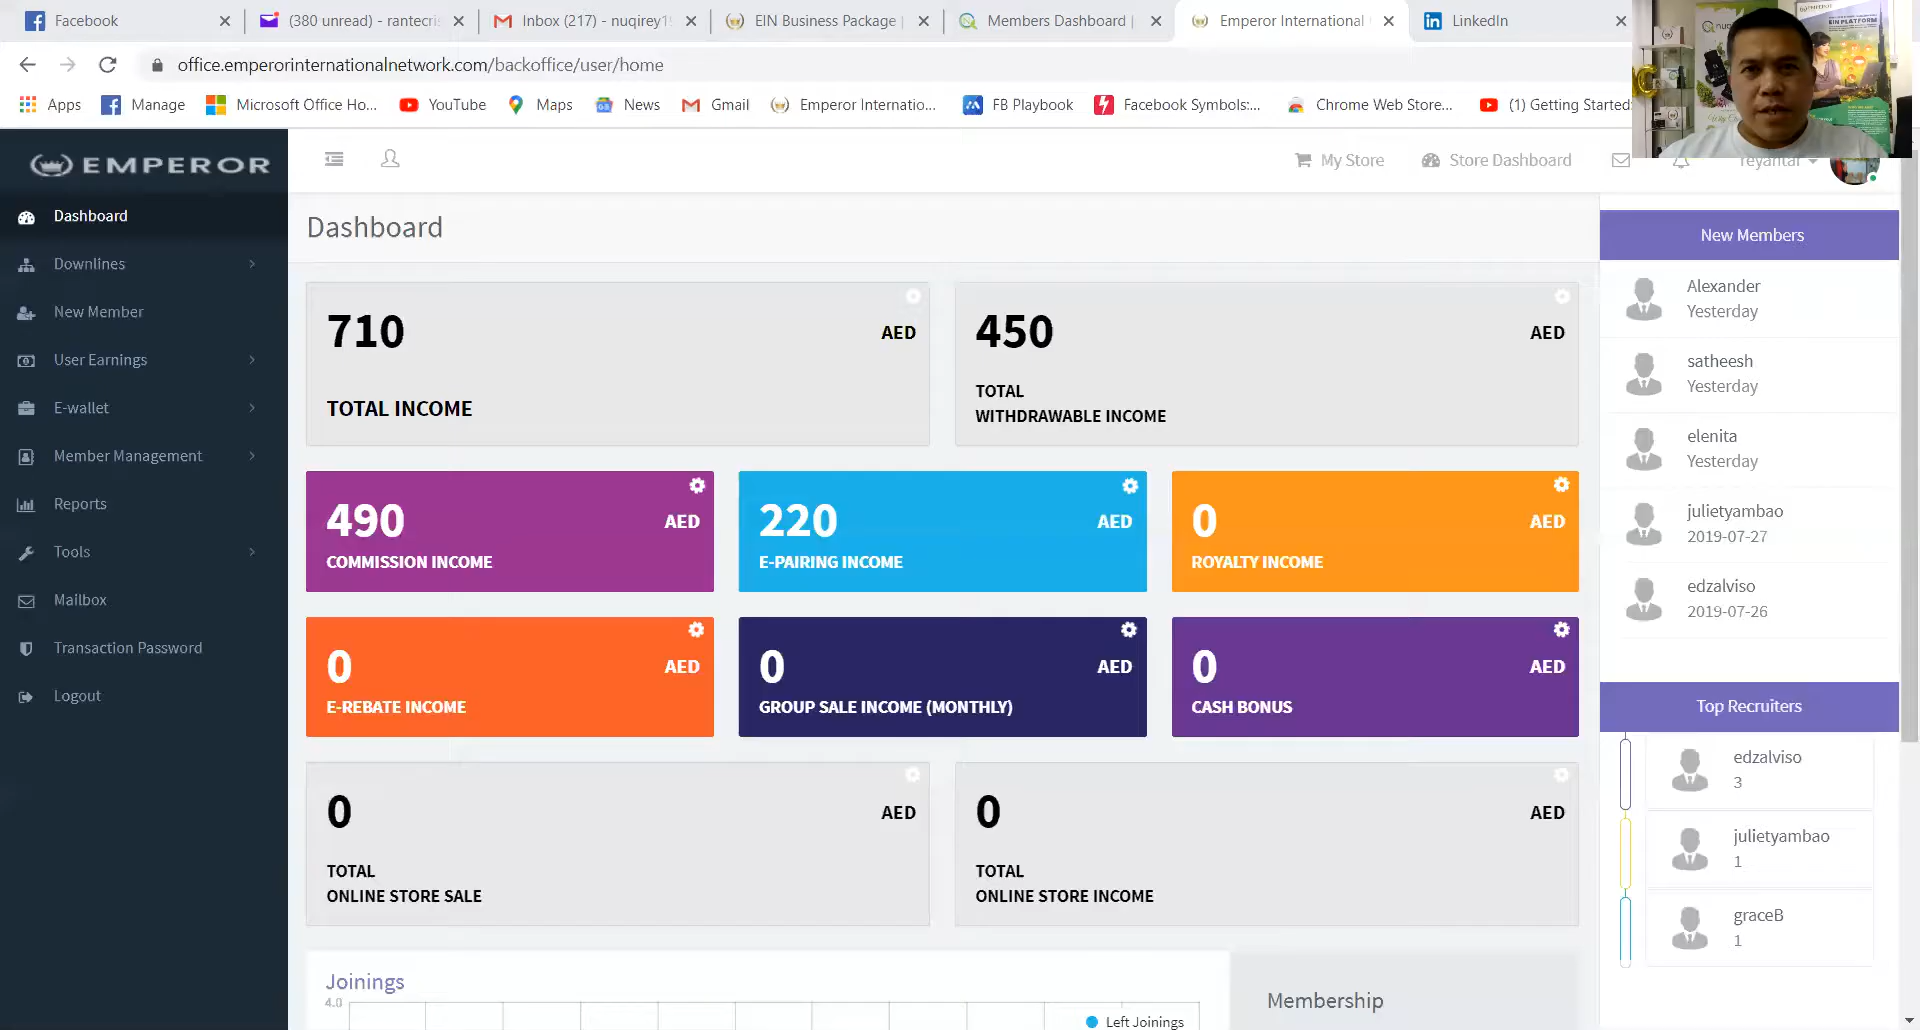 Facebook
(380 unread) - rantecris
Inbox (217) - nuqirey19
EIN Business Package |
Members Dashboard |
Emperor International
LinkedIn
office.emperorinternationalnetwork.com/backoffice/user/home
Apps
Manage
Microsoft Office Ho...
YouTube
Maps
News
Gmail
Emperor Internatio...
FB Playbook
Facebook Symbols:...
Chrome Web Store...
(1) Getting Started:
EIN PLATFORM
EMPEROR
My Store
Store Dashboard
reyantar
Dashboard
Downlines
New Member
User Earnings
E-wallet
Member Management
Reports
Tools
Mailbox
Transaction Password
Logout
Dashboard
710
AED
TOTAL INCOME
450
AED
TOTAL
WITHDRAWABLE INCOME
490
AED
COMMISSION INCOME
220
AED
E-PAIRING INCOME
0
AED
ROYALTY INCOME
0
AED
E-REBATE INCOME
0
AED
GROUP SALE INCOME (MONTHLY)
0
AED
CASH BONUS
0
AED
TOTAL
ONLINE STORE SALE
0
AED
TOTAL
ONLINE STORE INCOME
Joinings
4.0
Left Joinings
Membership
New Members
Alexander
Yesterday
satheesh
Yesterday
elenita
Yesterday
julietyambao
2019-07-27
edzalviso
2019-07-26
Top Recruiters
edzalviso
3
julietyambao
1
graceB
1